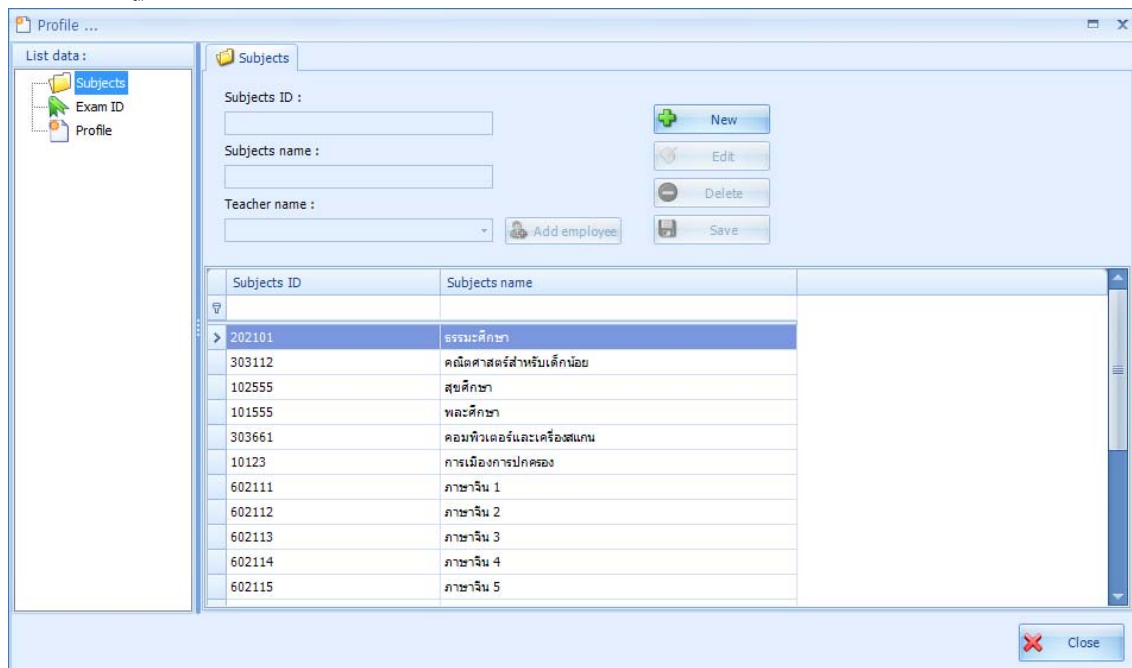 Profile ...
List data :
Subjects
Exam ID
Profile
Subjects
Subjects ID :
Subjects name :
Teacher name :
Add employee
New
Edit
Delete
Save
Subjects ID Subjects name
202101 ธรรมะศึกษา
303112 คณิตศาสตร์สำหรับเด็กน้อย
102555 สุขศึกษา
101555 พละศึกษา
303661 คอมพิวเตอร์และเครื่องสแกน
10123 การเมืองการปกครอง
602111 ภาษาจีน 1
602112 ภาษาจีน 2
602113 ภาษาจีน 3
602114 ภาษาจีน 4
602115 ภาษาจีน 5
Close